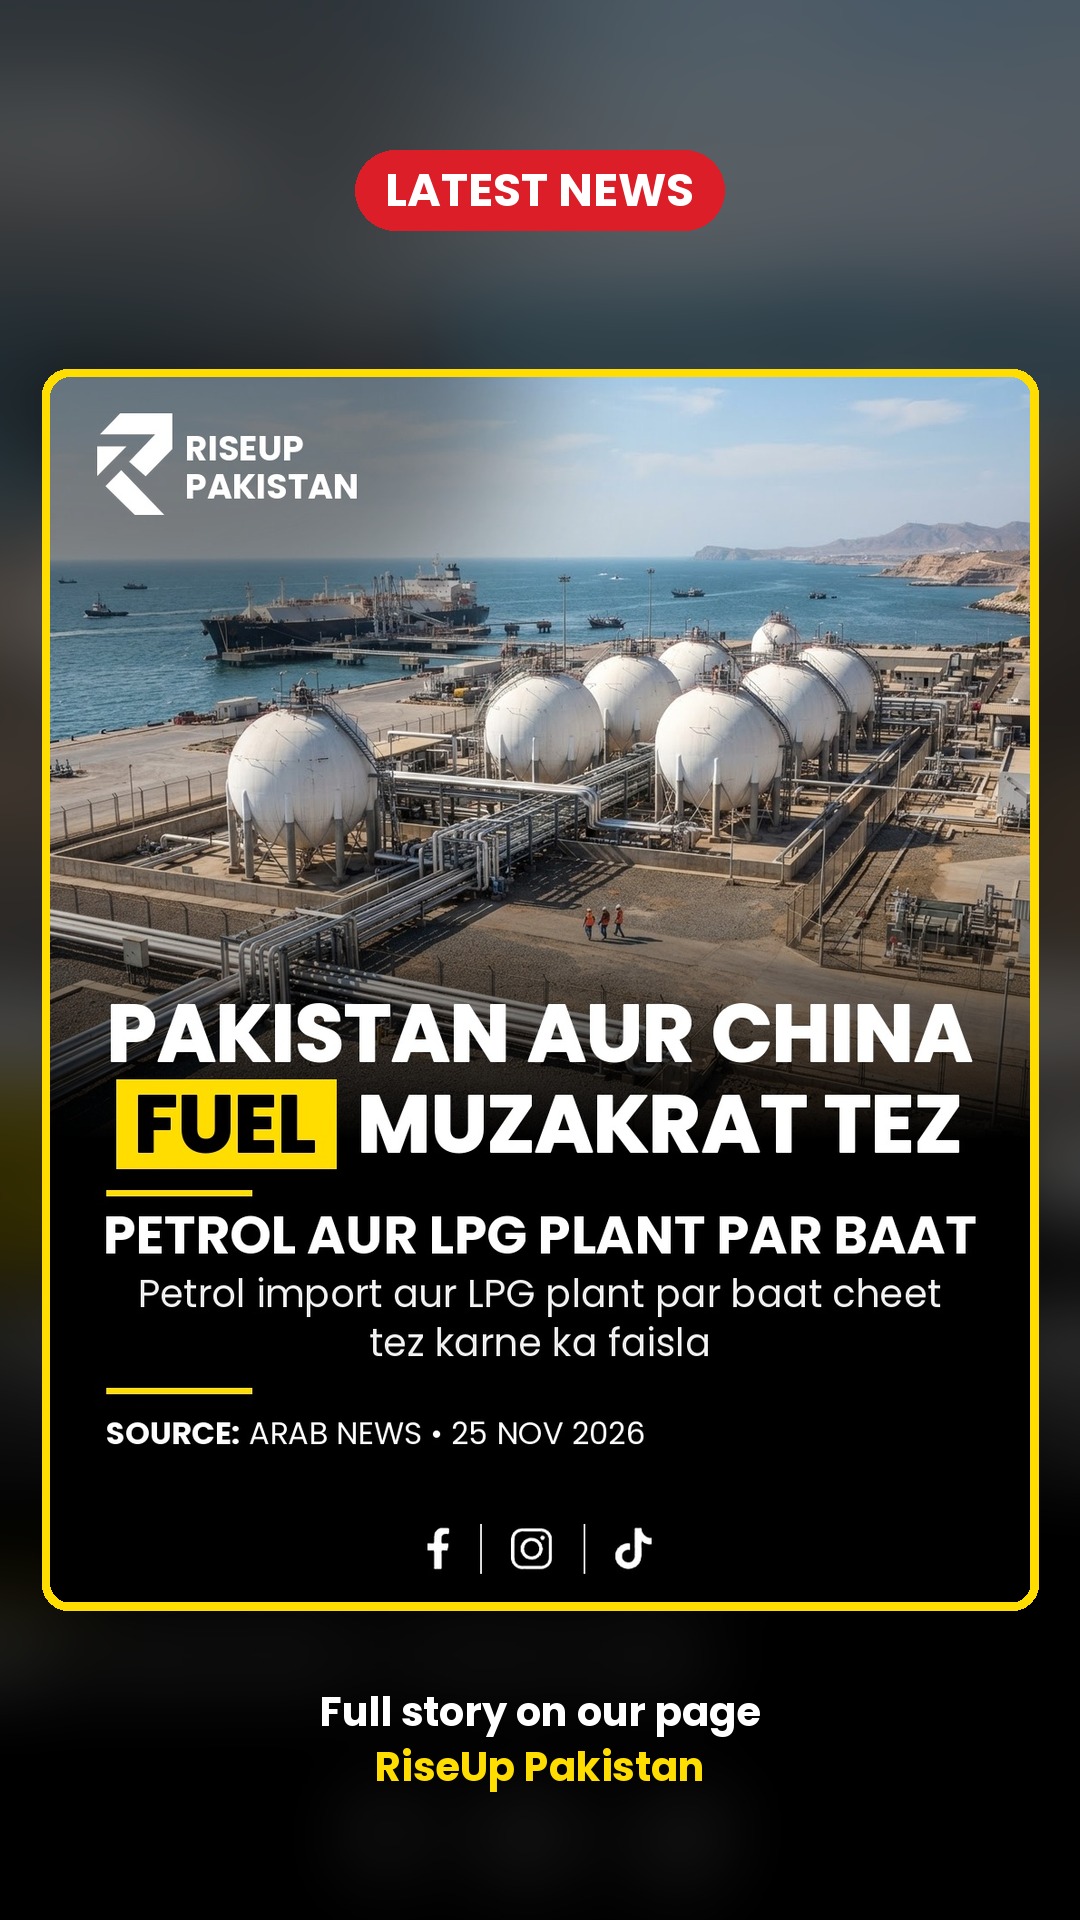 LATEST NEWS
RISEUP
PAKISTAN
PAKISTAN AUR CHINA
FUEL MUZAKRAT TEZ
PETROL AUR LPG PLANT PAR BAAT
Petrol import aur LPG plant par baat cheet
tez karne ka faisla
SOURCE: ARAB NEWS • 25 NOV 2026
Full story on our page
RiseUp Pakistan